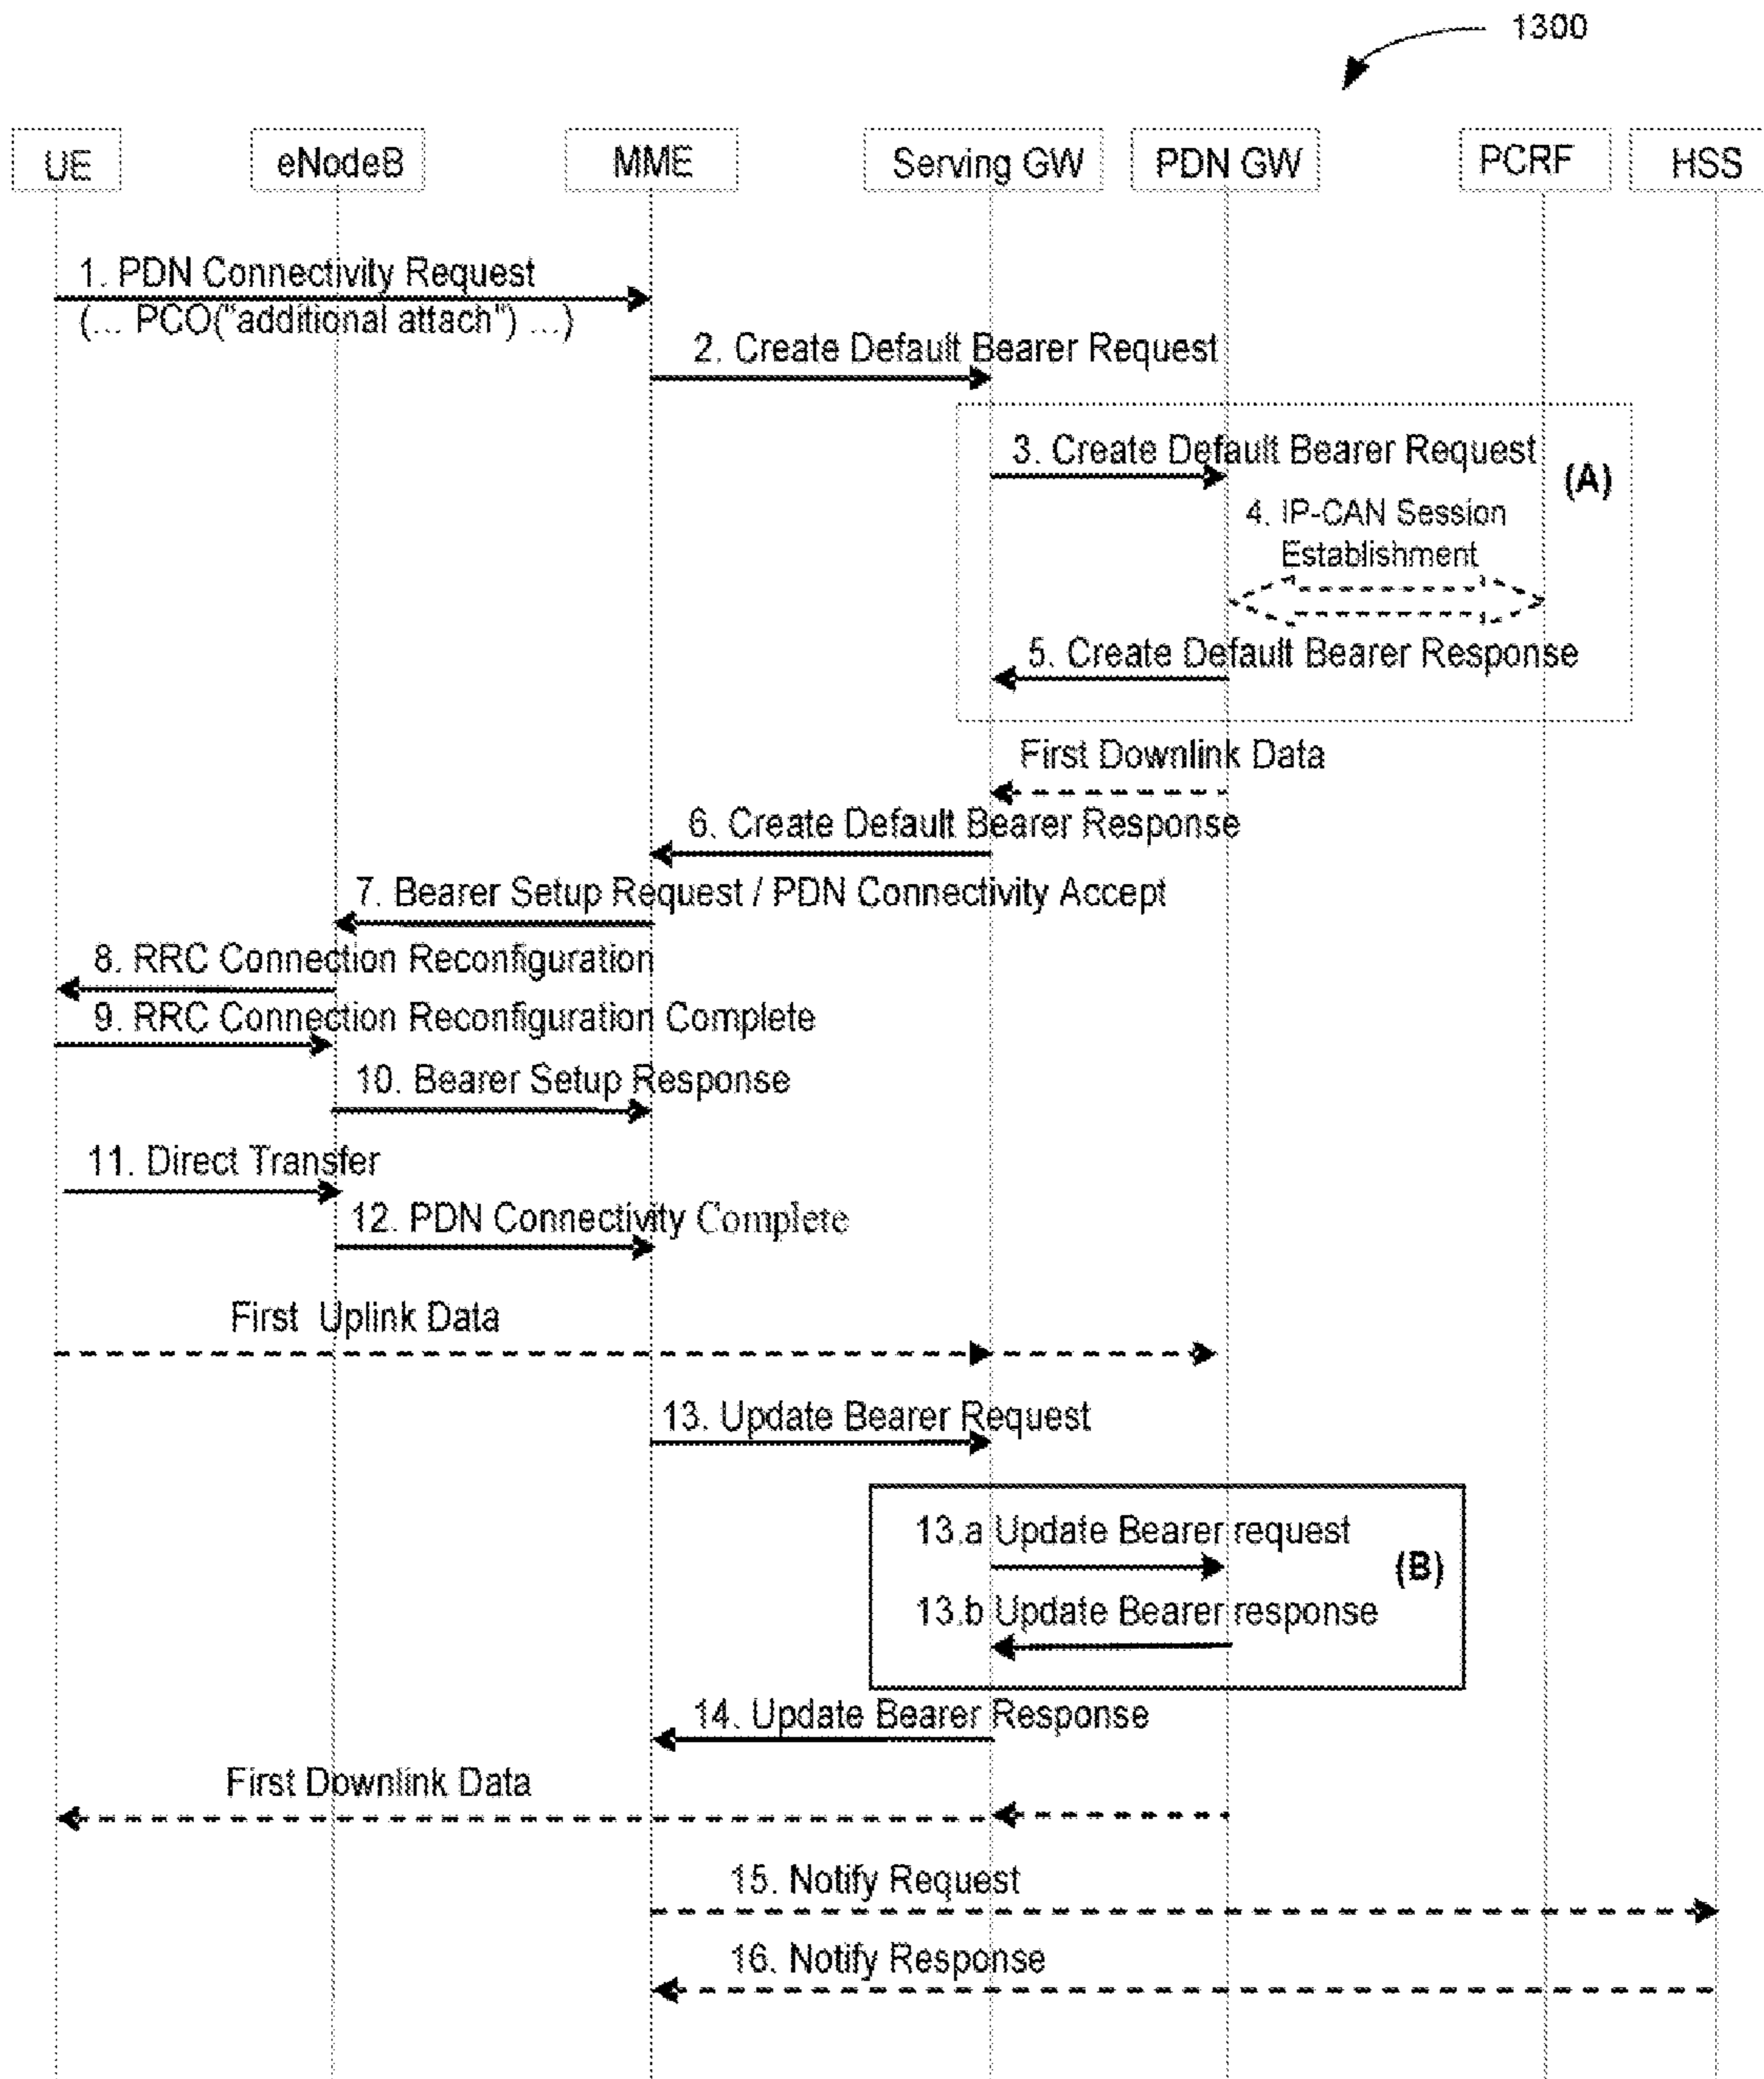 1300
UE
eNodeB
MME
Serving GW
PDN GW
PCRF
HSS
1. PDN Connectivity Request
(... PCO("additional attach") ...)
2. Create Default Bearer Request
3. Create Default Bearer Request
(A)
4. IP-CAN Session
Establishment
5. Create Default Bearer Response
First Downlink Data
6. Create Default Bearer Response
7. Bearer Setup Request / PDN Connectivity Accept
8. RRC Connection Reconfiguration
9. RRC Connection Reconfiguration Complete
10. Bearer Setup Response
11. Direct Transfer
12. PDN Connectivity Complete
First Uplink Data
13. Update Bearer Request
13.a Update Bearer request
(B)
13.b Update Bearer response
14. Update Bearer Response
First Downlink Data
15. Notify Request
16. Notify Response